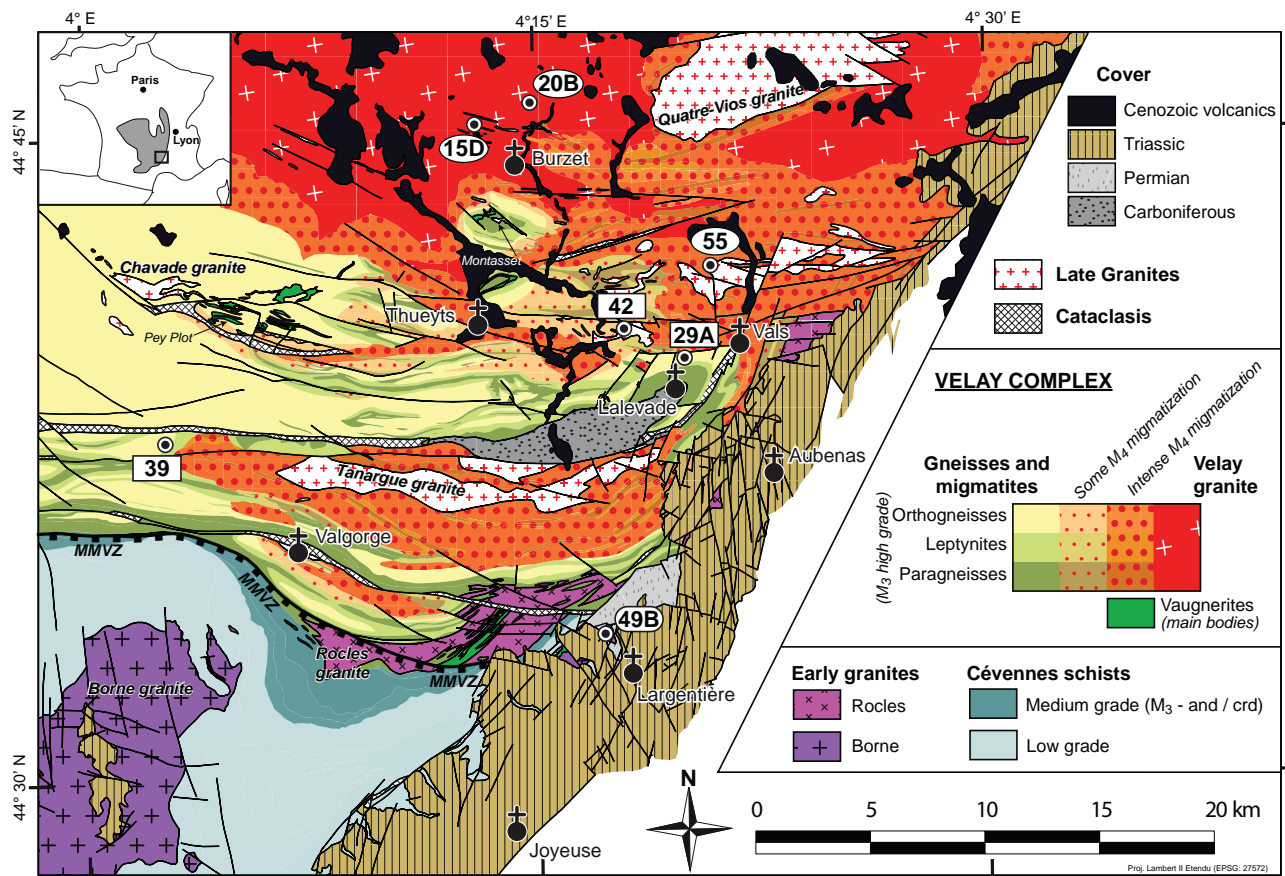 4° E
4° 15’ E
4° 30’ E
Paris
Lyon
20B
15D
Burzet
Quatre-Vios granite
44° 45’ N
55
Montasset
Chavade granite
Thueyts
42
29A
Vals
Pey Plot
Lalevade
39
Tanargue granite
Aubenas
Valgorge
MMVZ
MMVZ
49B
Rocles
granite
MMVZ
Borne granite
Largentière
44° 30’ N
Joyeuse
Cover
Cenozoic volcanics
Triassic
Permian
Carboniferous
Late Granites
Cataclasis
VELAY COMPLEX
Some M4 migmatization
Intense M4 migmatization
Gneisses and
migmatites
Velay
granite
(M3 high grade)
Orthogneisses
Leptynites
Paragneisses
Vaugnerites
(main bodies)
Early granites
Rocles
Borne
Cévennes schists
Medium grade (M3 - and / crd)
Low grade
N
0 5 10 15 20 km
Proj. Lambert II Etendu (EPSG: 27572)